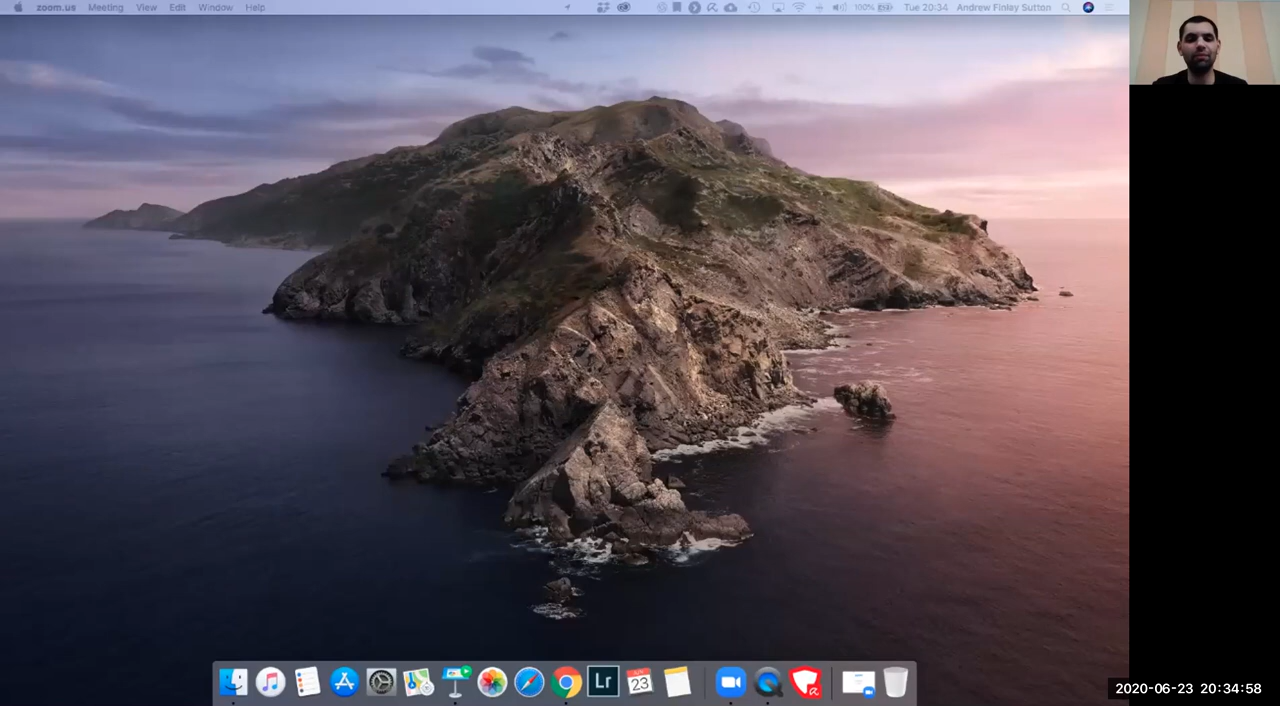 zoom.us Meeting View Edit Window Help 100% Tue 20:34 Andrew Finlay Sutton
Lr
23
2020-06-23 20:34:58